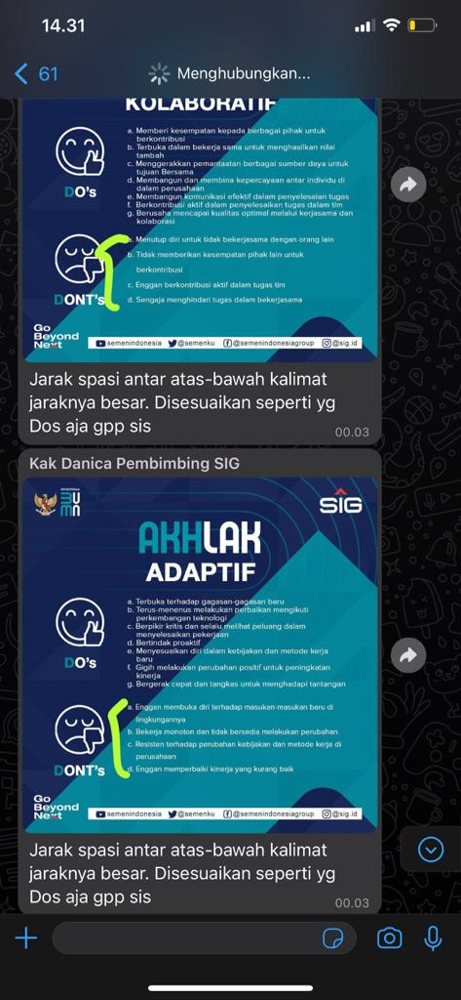 14.31
61
Menghubungkan...
KOLABORATIF
a. Memberi kesempatan kepada berbagai pihak untuk
berkontribusi
b. Terbuka dalam bekerja sama untuk menghasilkan nilai
tambah
c. Menggerakkan pemantaatan berbagai sumber daya untuk
tujuan Bersama
d. Membangun dan membina kepercayaan antar individu di
dalam perusahaan
e. Membangun komunikasi efektif dalam penyelesaian tugas
f. Berkontribusi aktif dalam penyelesaikan tugas dalam tim
g. Berusaha mencapai kualitas optimal melalui kerjasama dan
kolaborasi
DO's
a. Menutup diri untuk tidak bekerjasama dengan orang lain
b. Tidak memberikan kesempatan pihak lain untuk
berkontribusi
c. Enggan berkontribusi aktif dalam tugas tim
d. Sengaja menghindari tugas dalam bekerjasama
DONT's
Go
Beyond
Next
semenindonesia @semenku @semenindonesiagroup @sig.id
Jarak spasi antar atas-bawah kalimat
jaraknya besar. Disesuaikan seperti yg
Dos aja gpp sis
00.03
Kak Danica Pembimbing SIG
BUMN
SIG
AKHLAK
ADAPTIF
a. Terbuka terhadap gagasan-gagasan baru
b. Terus-menenus melakukan perbaikan mengikuti
perkembangan teknologi
c. Berpikir kritis dan selalu melihat peluang dalam
menyelesaikan pekerjaan
d. Bertindak proaktif
e. Menyesuaikan diri dalam kebijakan dan metode kerja
baru
f. Gigih melakukan perubahan positif untuk peningkatan
kinerja
g. Bergerak cepat dan tangkas untuk menghadapi tantangan
DO's
a. Enggan membuka diri terhadap masukan-masukan baru di
lingkungannya
b. Bekerja monoton dan tidak bersedia melakukan perubahan
c. Resisten terhadap perubahan kebijakan dan metode kerja di
perusahaan
d. Enggan memperbaiki kinerja yang kurang baik
DONT's
Go
Beyond
Next
semenindonesia @semenku @semenindonesiagroup @sig.id
Jarak spasi antar atas-bawah kalimat
jaraknya besar. Disesuaikan seperti yg
Dos aja gpp sis
00.03